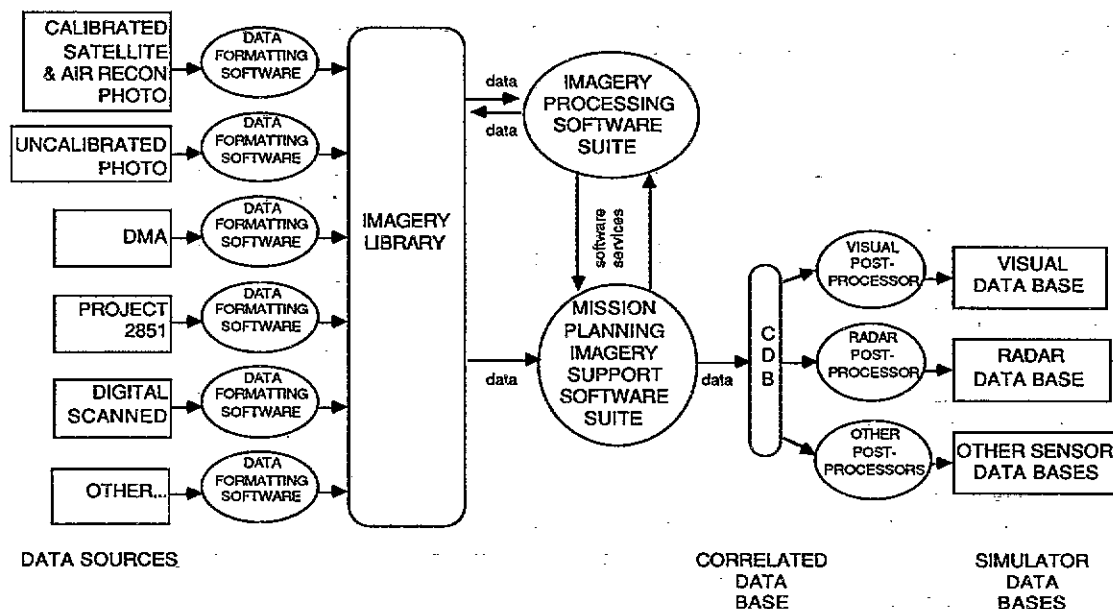 CALIBRATED
SATELLITE
& AIR RECON
PHOTO
DATA
FORMATTING
SOFTWARE
UNCALIBRATED
PHOTO
DATA
FORMATTING
SOFTWARE
DMA
DATA
FORMATTING
SOFTWARE
PROJECT
2851
DATA
FORMATTING
SOFTWARE
DIGITAL
SCANNED
DATA
FORMATTING
SOFTWARE
OTHER...
DATA
FORMATTING
SOFTWARE
DATA SOURCES
IMAGERY
LIBRARY
data
data
IMAGERY
PROCESSING
SOFTWARE
SUITE
software
services
data
MISSION
PLANNING
IMAGERY
SUPPORT
SOFTWARE
SUITE
data
C
D
B
CORRELATED
DATA
BASE
VISUAL
POST-
PROCESSOR
VISUAL
DATA BASE
RADAR
POST-
PROCESSOR
RADAR
DATA BASE
OTHER
POST-
PROCESSORS
OTHER SENSOR
DATA BASES
SIMULATOR
DATA
BASES